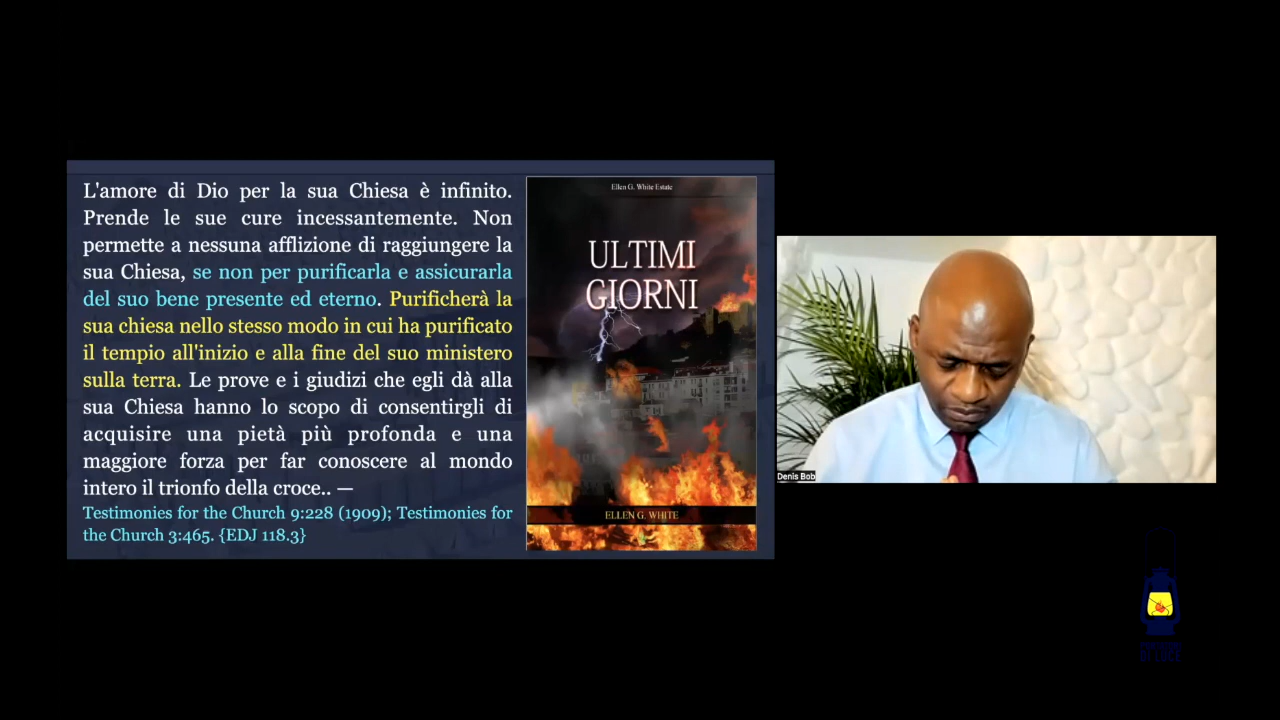 L'amore di Dio per la sua Chiesa è infinito.
Prende le sue cure incessantemente. Non
permette a nessuna afflizione di raggiungere la
sua Chiesa, se non per purificarla e assicurarla
del suo bene presente ed eterno. Purificherà la
sua chiesa nello stesso modo in cui ha purificato
il tempio all'inizio e alla fine del suo ministero
sulla terra. Le prove e i giudizi che egli dà alla
sua Chiesa hanno lo scopo di consentirgli di
acquisire una pietà più profonda e una
maggiore forza per far conoscere al mondo
intero il trionfo della croce.. —
Testimonies for the Church 9:228 (1909); Testimonies for
the Church 3:465. {EDJ 118.3}
Ellen G. White Estate
ULTIMI
GIORNI
ELLEN G. WHITE
Denis Bob
DI LUCE